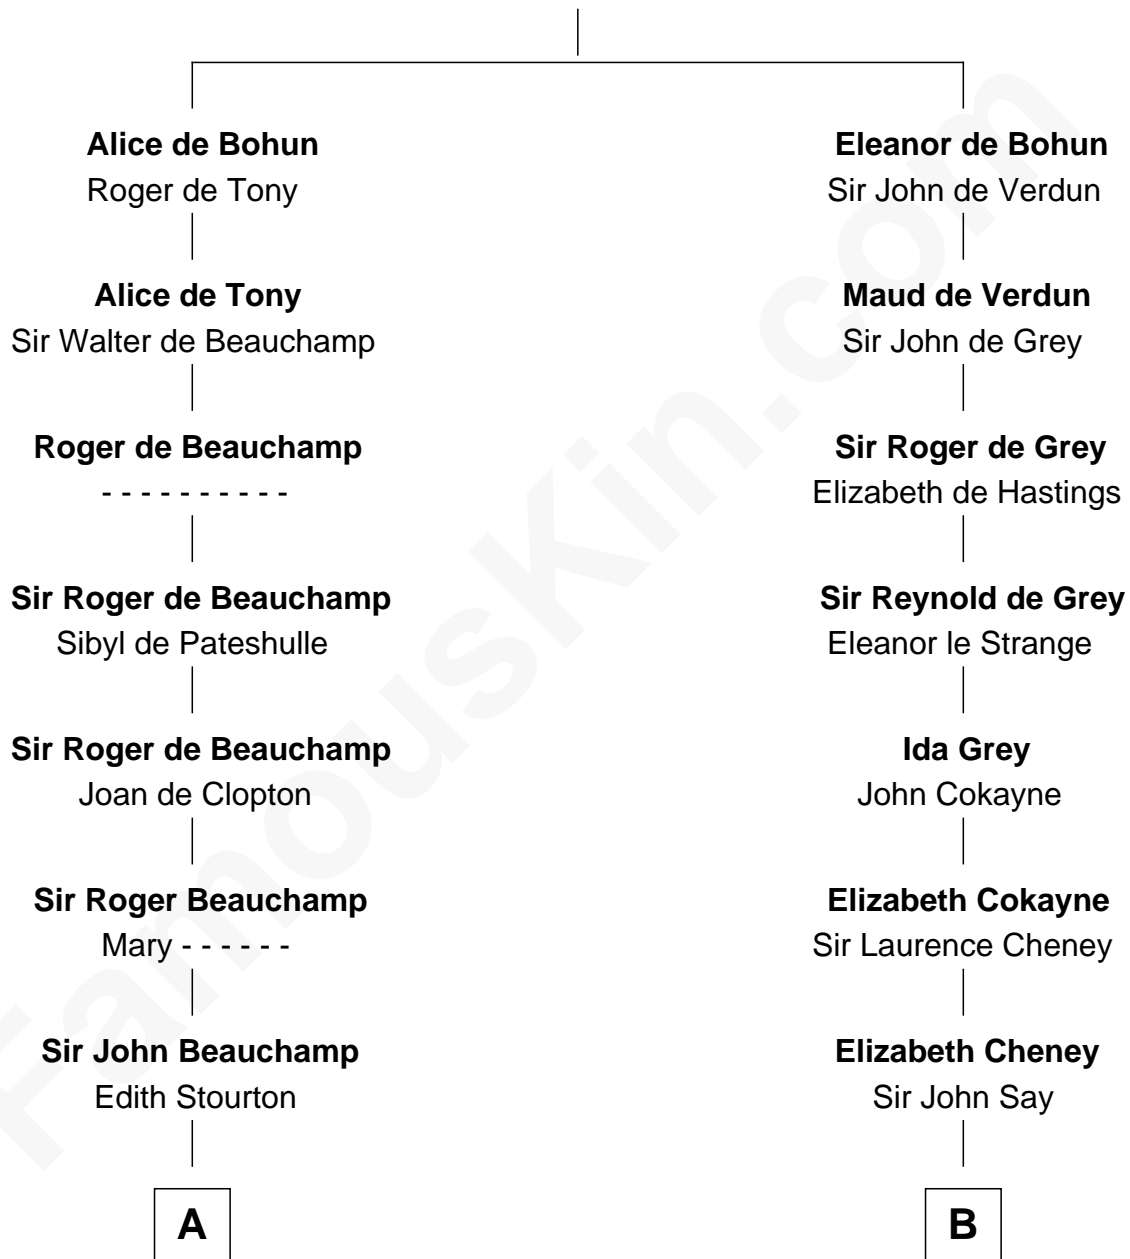 Alice de Bohun
Roger de Tony
Alice de Tony
Sir Walter de Beauchamp
Roger de Beauchamp
- - - - - - - - - -
Sir Roger de Beauchamp
Sibyl de Pateshulle
Sir Roger de Beauchamp
Joan de Clopton
Sir Roger Beauchamp
Mary - - - - - -
Sir John Beauchamp
Edith Stourton
A
Eleanor de Bohun
Sir John de Verdun
Maud de Verdun
Sir John de Grey
Sir Roger de Grey
Elizabeth de Hastings
Sir Reynold de Grey
Eleanor le Strange
Ida Grey
John Cokayne
Elizabeth Cokayne
Sir Laurence Cheney
Elizabeth Cheney
Sir John Say
B
FamousKin.com